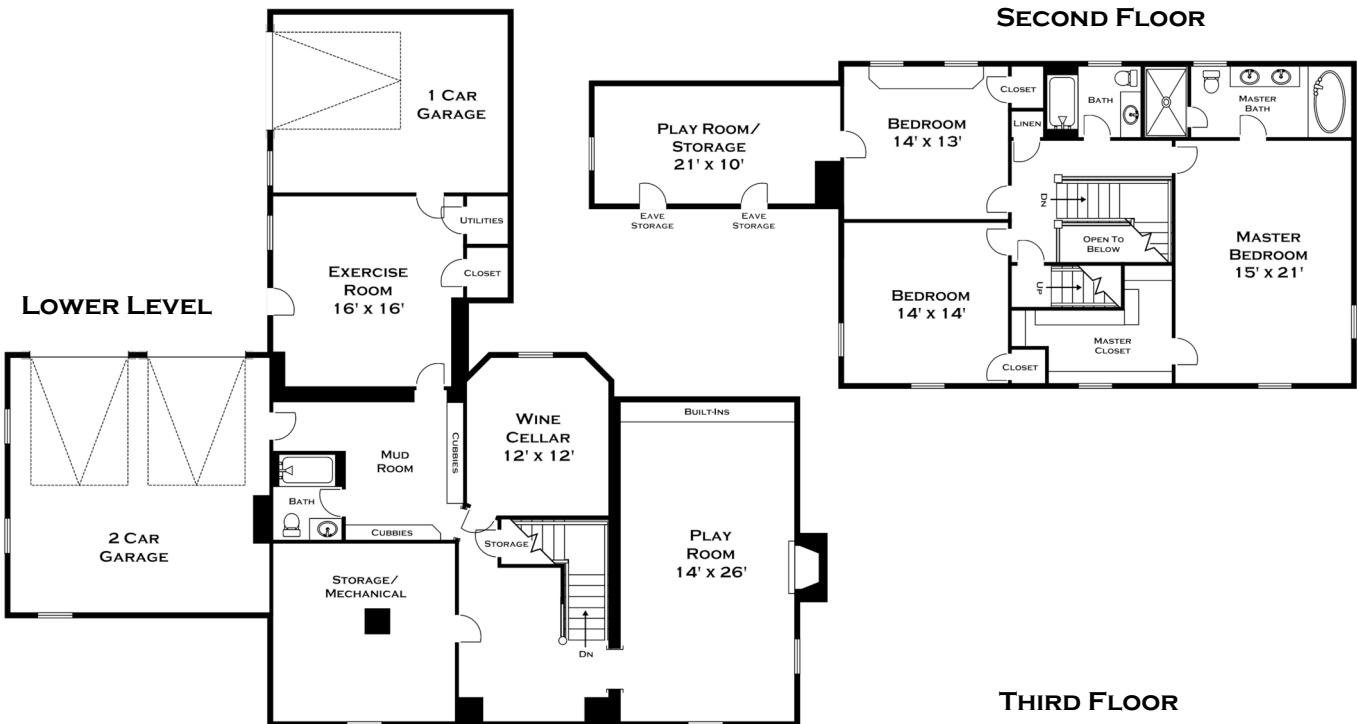 SECOND FLOOR
1 CAR
GARAGE
UTILITIES
CLOSET
EXERCISE
ROOM
16' X 16'
LOWER LEVEL
MUD
ROOM
CUBBIES
WINE
CELLAR
12' X 12'
BATH
CUBBIES
2 CAR
GARAGE
STORAGE/
MECHANICAL
STORAGE
DN
BUILT-INS
PLAY
ROOM
14' X 26'
PLAY ROOM/
STORAGE
21' X 10'
EAVE
STORAGE
EAVE
STORAGE
BEDROOM
14' X 13'
CLOSET
LINEN
BATH
MASTER
BATH
DN
OPEN TO
BELOW
UP
MASTER
BEDROOM
15' X 21'
BEDROOM
14' X 14'
CLOSET
MASTER
CLOSET
THIRD FLOOR